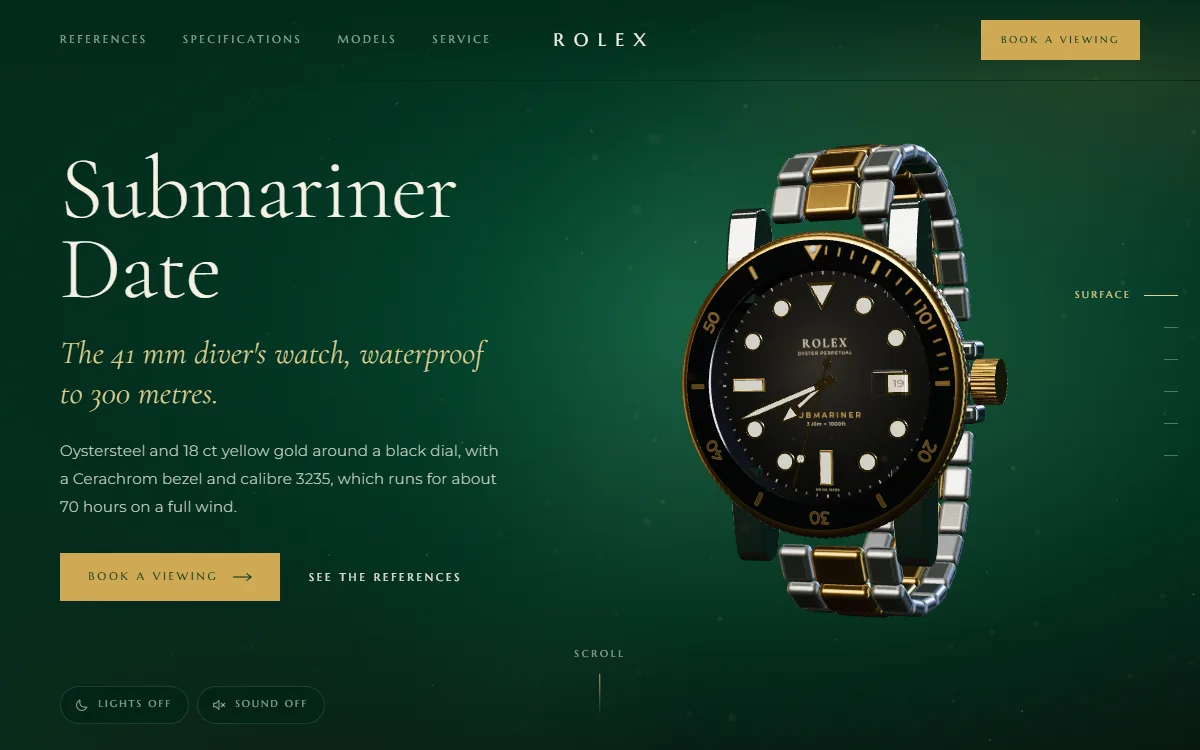 REFERENCES
SPECIFICATIONS
MODELS
SERVICE
ROLEX
BOOK A VIEWING
Submariner
Date
The 41 mm diver's watch, waterproof
to 300 metres.
Oystersteel and 18 ct yellow gold around a black dial, with
a Cerachrom bezel and calibre 3235, which runs for about
70 hours on a full wind.
BOOK A VIEWING
SEE THE REFERENCES
10
50
ROLEX
OYSTER PERPETUAL
19
JBMARINER
1000ft
40
20
30
SURFACE
SCROLL
LIGHTS OFF
SOUND OFF